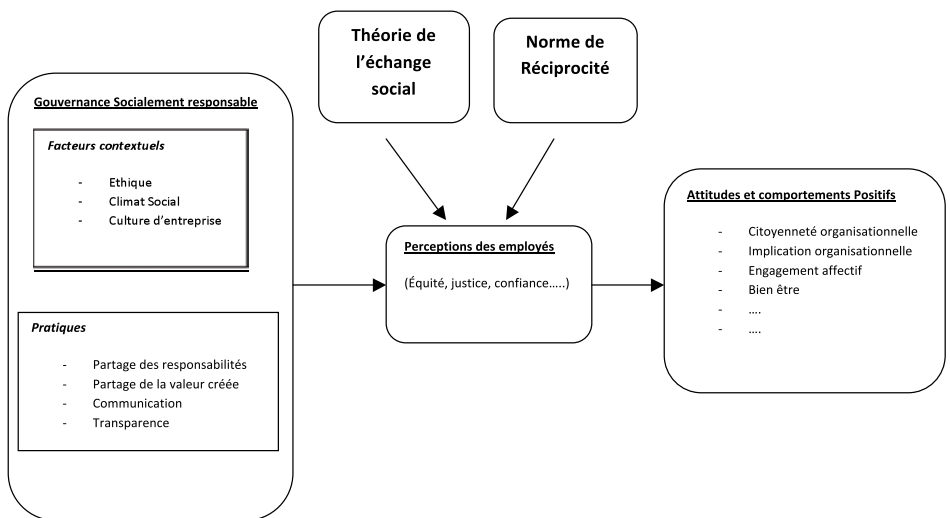 Théorie de
l'échange
social
Norme de
Réciprocité
Gouvernance Socialement responsable
Facteurs contextuels
- Ethique
- Climat Social
- Culture d'entreprise
Pratiques
- Partage des responsabilités
- Partage de la valeur créée
- Communication
- Transparence
Perceptions des employés
(Équité, justice, confiance…..)
Attitudes et comportements Positifs
- Citoyenneté organisationnelle
- Implication organisationnelle
- Engagement affectif
- Bien être
- ….
- ….